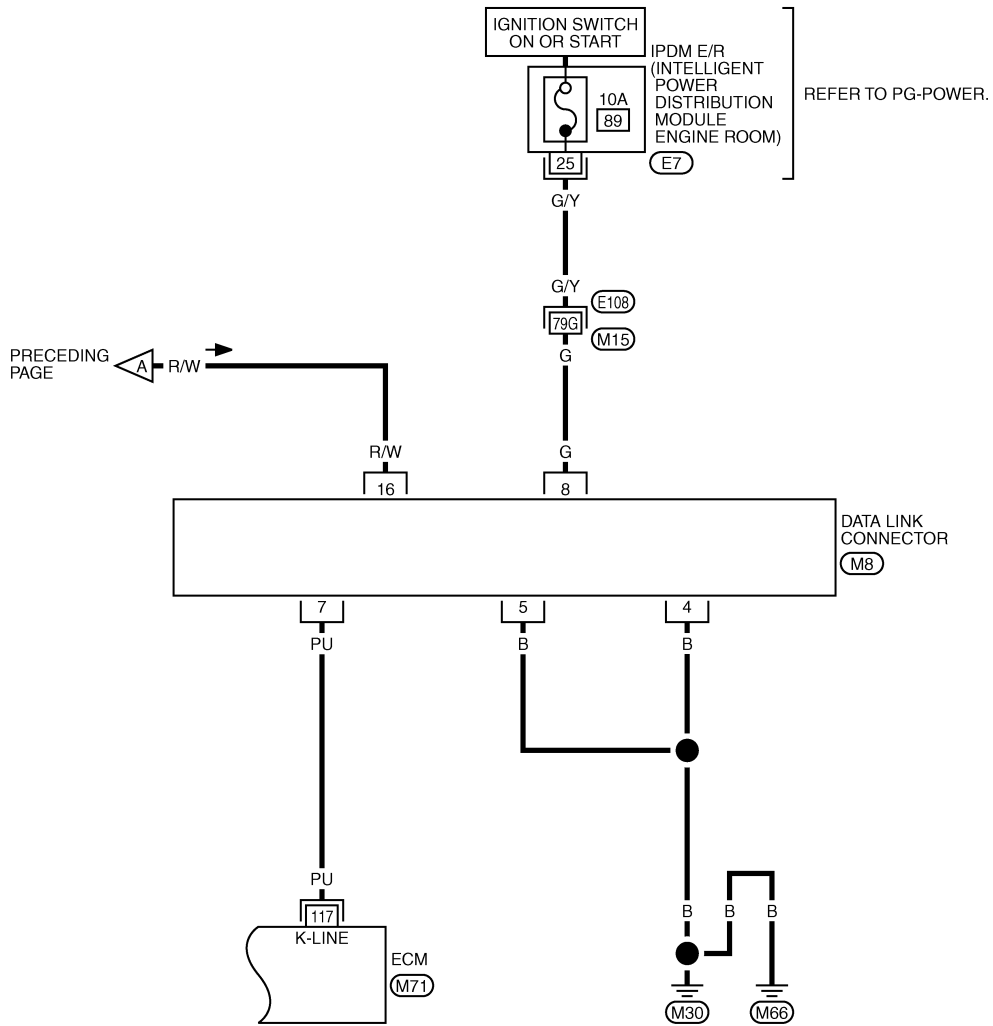 IGNITION SWITCH
ON OR START
IPDM E/R
(INTELLIGENT
POWER
DISTRIBUTION
MODULE
ENGINE ROOM)
REFER TO PG-POWER.
10A
89
25
E7
G/Y
G/Y
E108
79G
M15
G
PRECEDING
PAGE
A
R/W
R/W
G
16
8
DATA LINK
CONNECTOR
M8
7
5
4
PU
B
B
PU
B
B
B
117
K-LINE
ECM
M71
M30
M66